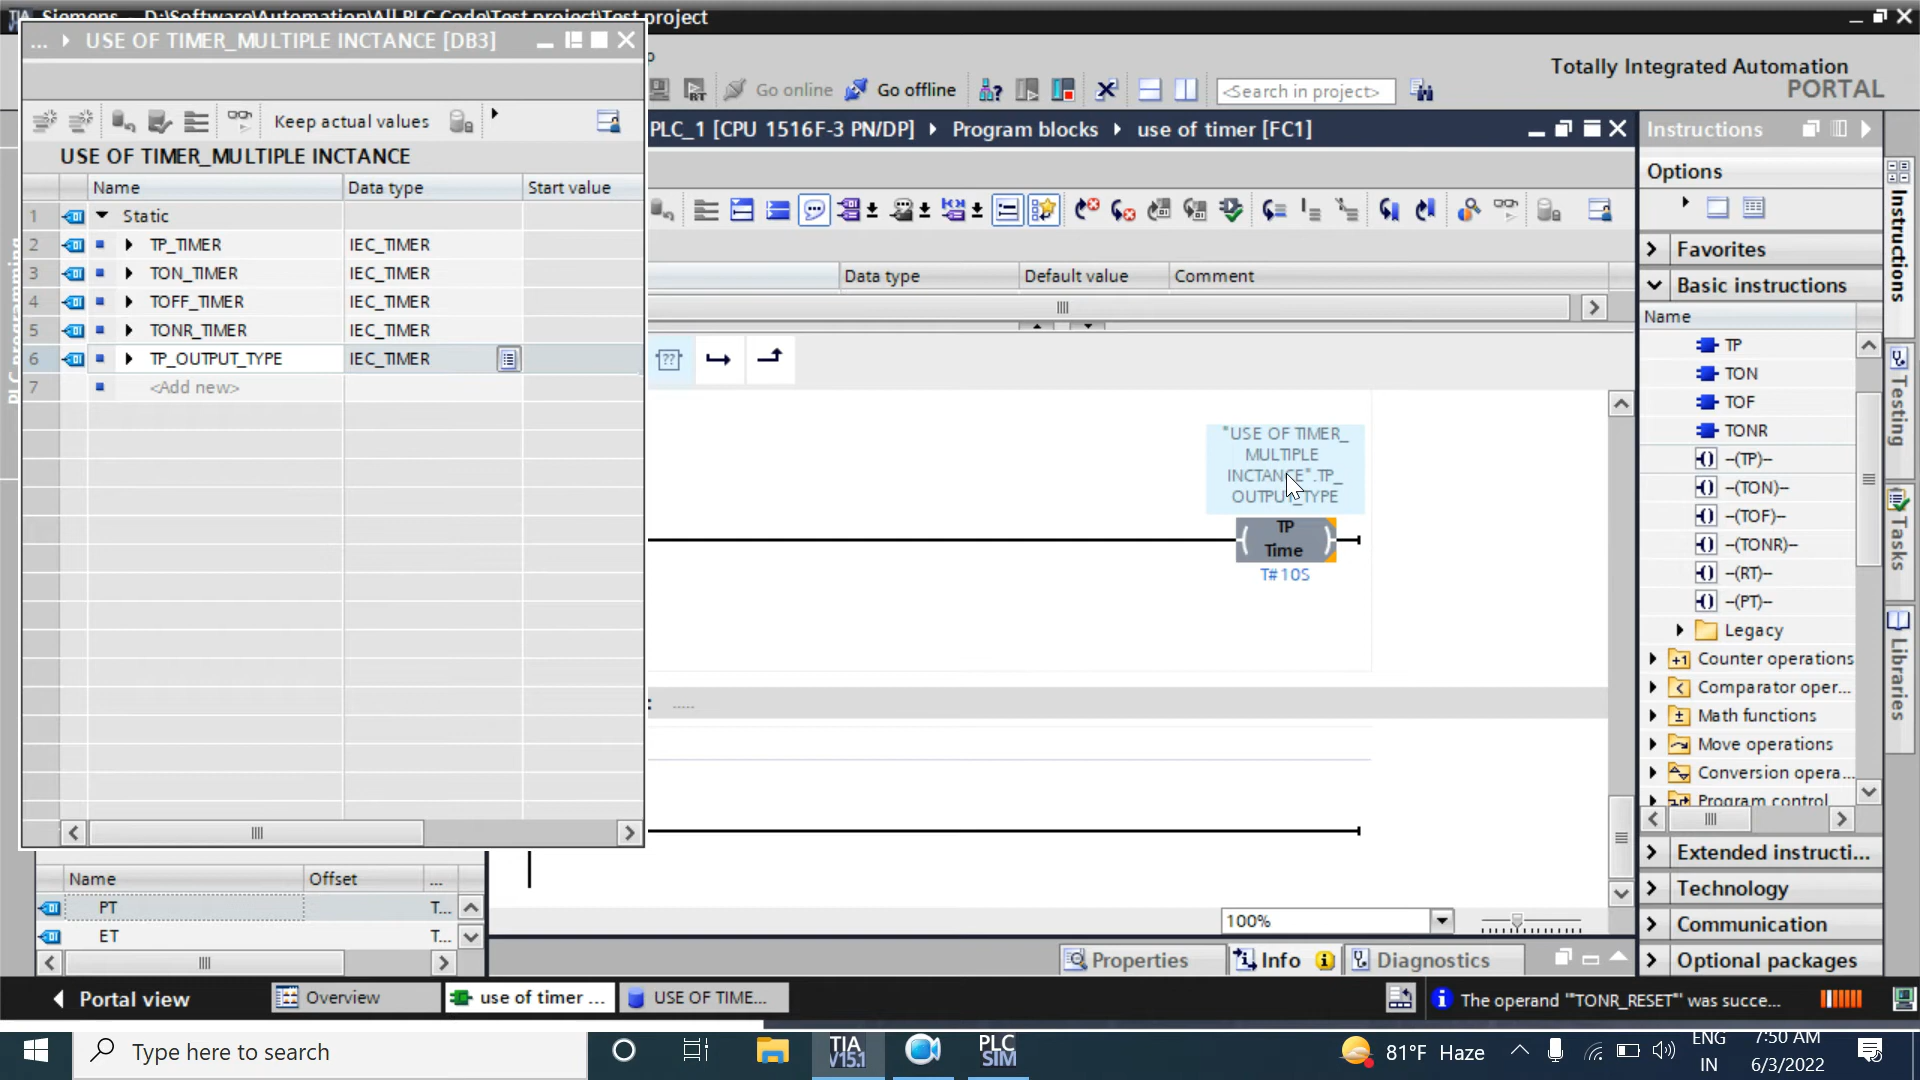 Siemens - D:\Software\Automation\All PLC Code\Test project\Test project
... USE OF TIMER_MULTIPLE INCTANCE [DB3]
Totally Integrated Automation
PORTAL
Go online Go offline <Search in project>
Keep actual values
PLC_1 [CPU 1516F-3 PN/DP] Program blocks use of timer [FC1]
Instructions
USE OF TIMER_MULTIPLE INCTANCE
Options
Name Data type Start value
1 Static
2 TP_TIMER IEC_TIMER
3 TON_TIMER IEC_TIMER
4 TOFF_TIMER IEC_TIMER
5 TONR_TIMER IEC_TIMER
6 TP_OUTPUT_TYPE IEC_TIMER
7 <Add new>
Data type Default value Comment
??
"USE OF TIMER_
MULTIPLE
INCTANCE".TP_
OUTPUT_TYPE
TP
Time
T#10S
: .....
100%
Favorites
Basic instructions
Name
TP
TON
TOF
TONR
-(TP)-
-(TON)-
-(TOF)-
-(TONR)-
-(RT)-
-(PT)-
Legacy
Counter operations
Comparator oper...
Math functions
Move operations
Conversion opera...
Program control
Extended instructi...
Technology
Communication
Optional packages
Instructions
Testing
Tasks
Libraries
PLC programming
Name Offset ...
PT T...
ET T...
Properties Info Diagnostics
Portal view Overview use of timer ... USE OF TIME...
The operand '"TONR_RESET"' was succe...
Type here to search
TIA
V15.1
PLC
SIM
81°F Haze
ENG
IN
7:50 AM
6/3/2022